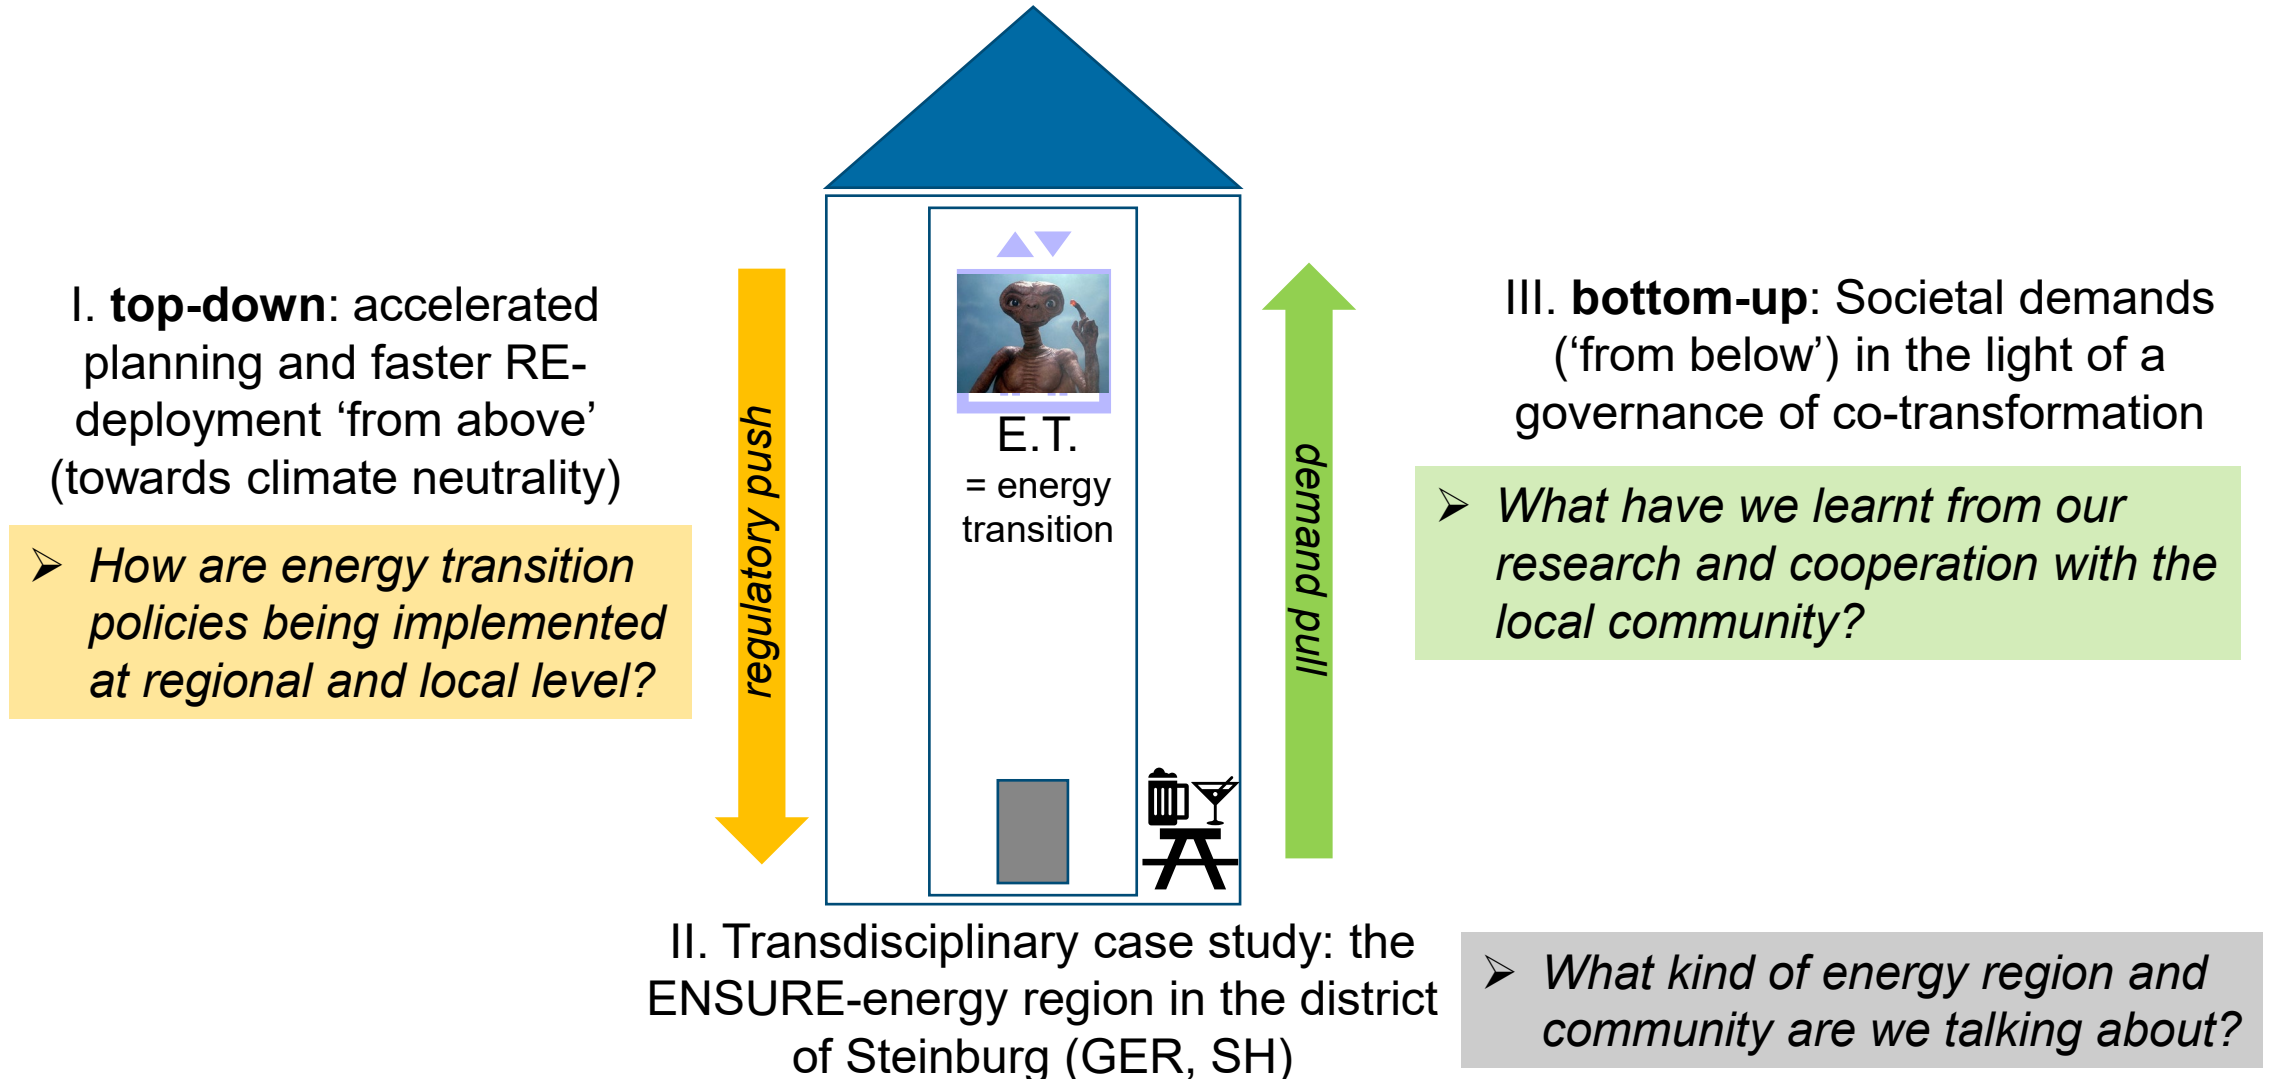 I. top-down: accelerated
planning and faster RE-
deployment ‘from above’
(towards climate neutrality)
➢ How are energy transition
policies being implemented
at regional and local level?
regulatory push
E.T.
= energy
transition
demand pull
III. bottom-up: Societal demands
(‘from below’) in the light of a
governance of co-transformation
➢ What have we learnt from our
research and cooperation with the
local community?
II. Transdisciplinary case study: the
ENSURE-energy region in the district
of Steinburg (GER, SH)
➢ What kind of energy region and
community are we talking about?